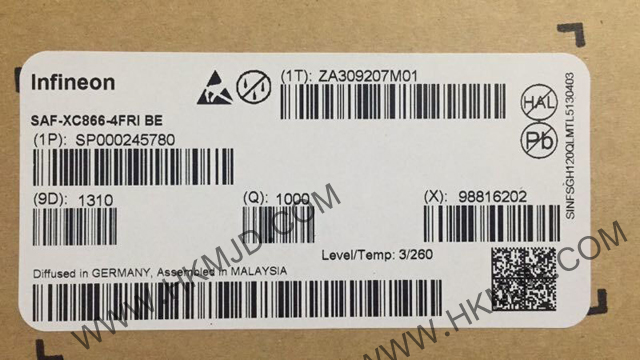 Infineon
(1T): ZA309207M01
SAF-XC866-4FRI BE
(1P): SP000245780
HAL
Pb
(9D): 1310
(Q): 1000
(X): 98816202
SINFSGH120QLMTL5130403
Level/Temp: 3/260
Diffused in GERMANY, Assembled in MALAYSIA
WWW.HKMJD.COM
WWW.HKMJD.COM